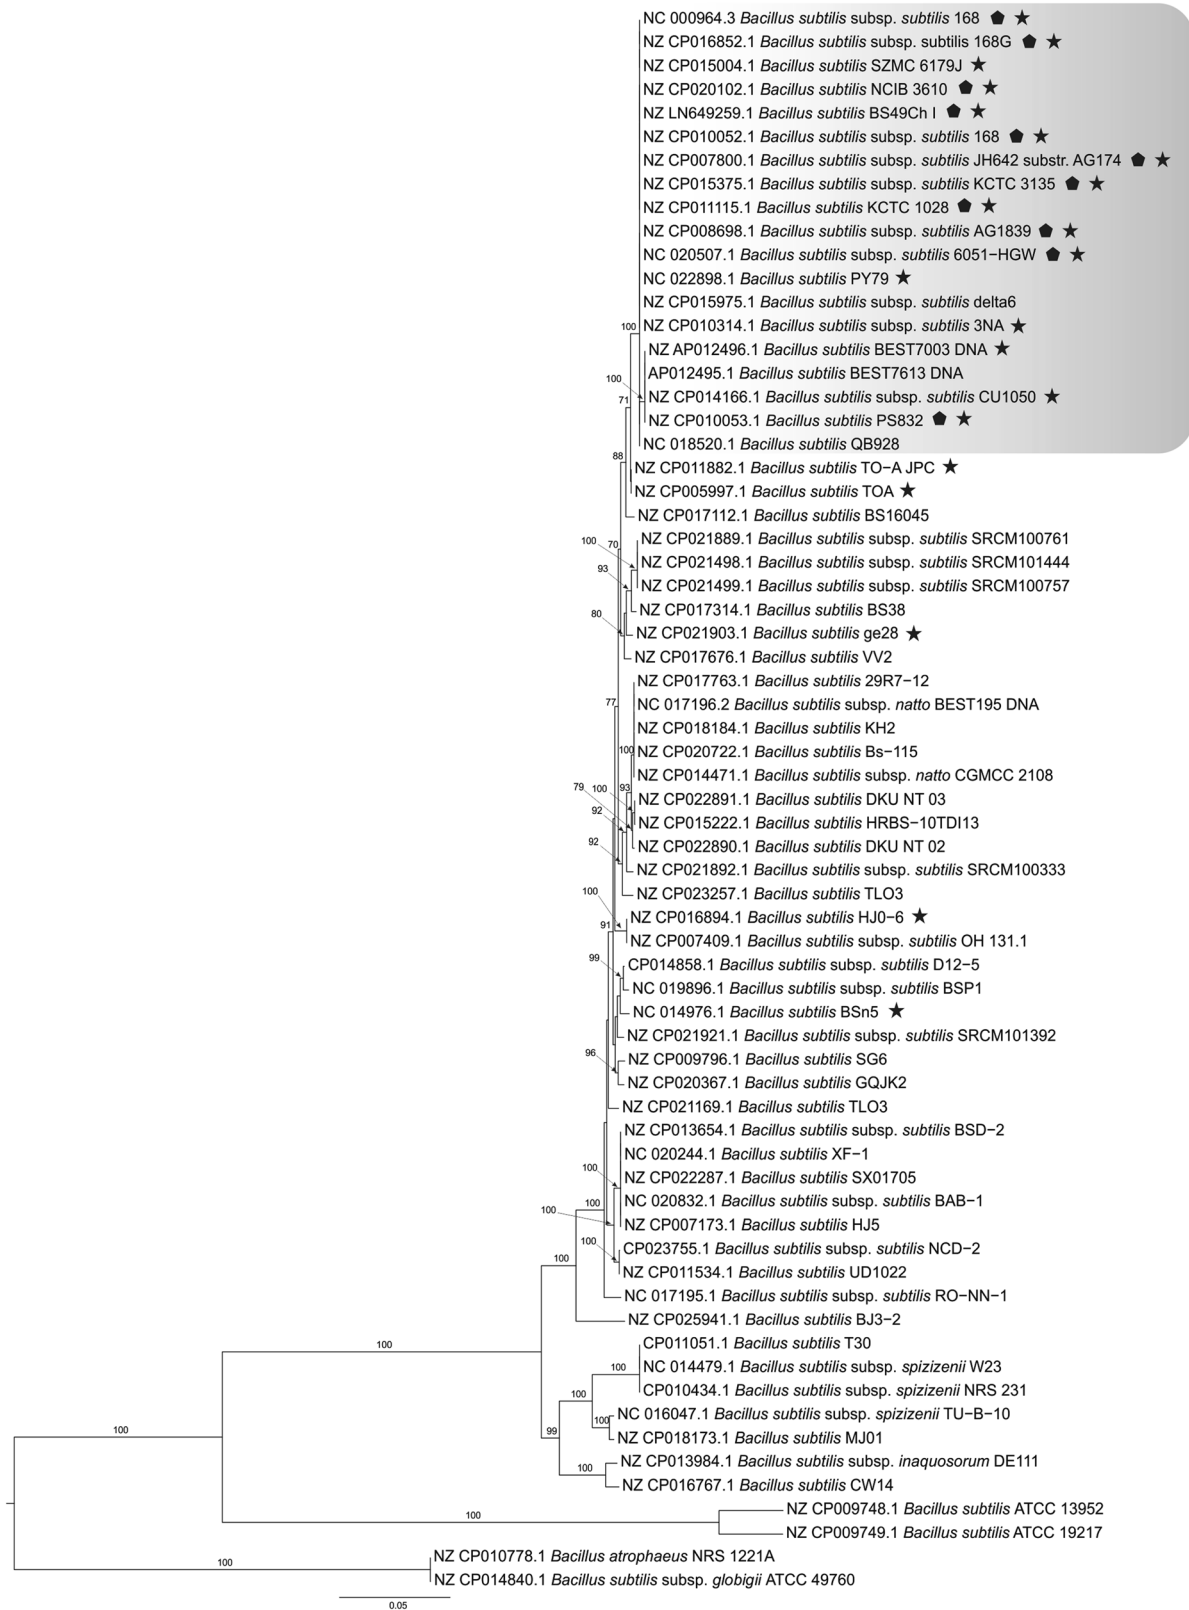 NC 000964.3 Bacillus subtilis subsp. subtilis 168
NZ CP016852.1 Bacillus subtilis subsp. subtilis 168G
NZ CP015004.1 Bacillus subtilis SZMC 6179J
NZ CP020102.1 Bacillus subtilis NCIB 3610
NZ LN649259.1 Bacillus subtilis BS49Ch I
NZ CP010052.1 Bacillus subtilis subsp. subtilis 168
NZ CP007800.1 Bacillus subtilis subsp. subtilis JH642 substr. AG174
NZ CP015375.1 Bacillus subtilis subsp. subtilis KCTC 3135
NZ CP011115.1 Bacillus subtilis KCTC 1028
NZ CP008698.1 Bacillus subtilis subsp. subtilis AG1839
NC 020507.1 Bacillus subtilis subsp. subtilis 6051−HGW
NC 022898.1 Bacillus subtilis PY79
NZ CP015975.1 Bacillus subtilis subsp. subtilis delta6
100
NZ CP010314.1 Bacillus subtilis subsp. subtilis 3NA
NZ AP012496.1 Bacillus subtilis BEST7003 DNA
AP012495.1 Bacillus subtilis BEST7613 DNA
100
NZ CP014166.1 Bacillus subtilis subsp. subtilis CU1050
71
NZ CP010053.1 Bacillus subtilis PS832
NC 018520.1 Bacillus subtilis QB928
88
NZ CP011882.1 Bacillus subtilis TO−A JPC
NZ CP005997.1 Bacillus subtilis TOA
NZ CP017112.1 Bacillus subtilis BS16045
NZ CP021889.1 Bacillus subtilis subsp. subtilis SRCM100761
100
70
NZ CP021498.1 Bacillus subtilis subsp. subtilis SRCM101444
93
NZ CP021499.1 Bacillus subtilis subsp. subtilis SRCM100757
NZ CP017314.1 Bacillus subtilis BS38
80
NZ CP021903.1 Bacillus subtilis ge28
NZ CP017676.1 Bacillus subtilis VV2
NZ CP017763.1 Bacillus subtilis 29R7−12
77
NC 017196.2 Bacillus subtilis subsp. natto BEST195 DNA
NZ CP018184.1 Bacillus subtilis KH2
100
NZ CP020722.1 Bacillus subtilis Bs−115
NZ CP014471.1 Bacillus subtilis subsp. natto CGMCC 2108
79
100
93
NZ CP022891.1 Bacillus subtilis DKU NT 03
92
NZ CP015222.1 Bacillus subtilis HRBS−10TDI13
92
NZ CP022890.1 Bacillus subtilis DKU NT 02
NZ CP021892.1 Bacillus subtilis subsp. subtilis SRCM100333
100
NZ CP023257.1 Bacillus subtilis TLO3
NZ CP016894.1 Bacillus subtilis HJ0−6
91
NZ CP007409.1 Bacillus subtilis subsp. subtilis OH 131.1
99
CP014858.1 Bacillus subtilis subsp. subtilis D12−5
NC 019896.1 Bacillus subtilis subsp. subtilis BSP1
NC 014976.1 Bacillus subtilis BSn5
NZ CP021921.1 Bacillus subtilis subsp. subtilis SRCM101392
96
NZ CP009796.1 Bacillus subtilis SG6
NZ CP020367.1 Bacillus subtilis GQJK2
NZ CP021169.1 Bacillus subtilis TLO3
NZ CP013654.1 Bacillus subtilis subsp. subtilis BSD−2
NC 020244.1 Bacillus subtilis XF−1
100
NZ CP022287.1 Bacillus subtilis SX01705
100
NC 020832.1 Bacillus subtilis subsp. subtilis BAB−1
100
NZ CP007173.1 Bacillus subtilis HJ5
100
CP023755.1 Bacillus subtilis subsp. subtilis NCD−2
100
NZ CP011534.1 Bacillus subtilis UD1022
NC 017195.1 Bacillus subtilis subsp. subtilis RO−NN−1
NZ CP025941.1 Bacillus subtilis BJ3−2
100
CP011051.1 Bacillus subtilis T30
100
NC 014479.1 Bacillus subtilis subsp. spizizenii W23
100
CP010434.1 Bacillus subtilis subsp. spizizenii NRS 231
100
NC 016047.1 Bacillus subtilis subsp. spizizenii TU−B−10
100
99
NZ CP018173.1 Bacillus subtilis MJ01
NZ CP013984.1 Bacillus subtilis subsp. inaquosorum DE111
100
NZ CP016767.1 Bacillus subtilis CW14
NZ CP009748.1 Bacillus subtilis ATCC 13952
100
NZ CP009749.1 Bacillus subtilis ATCC 19217
NZ CP010778.1 Bacillus atrophaeus NRS 1221A
100
NZ CP014840.1 Bacillus subtilis subsp. globigii ATCC 49760
0.05